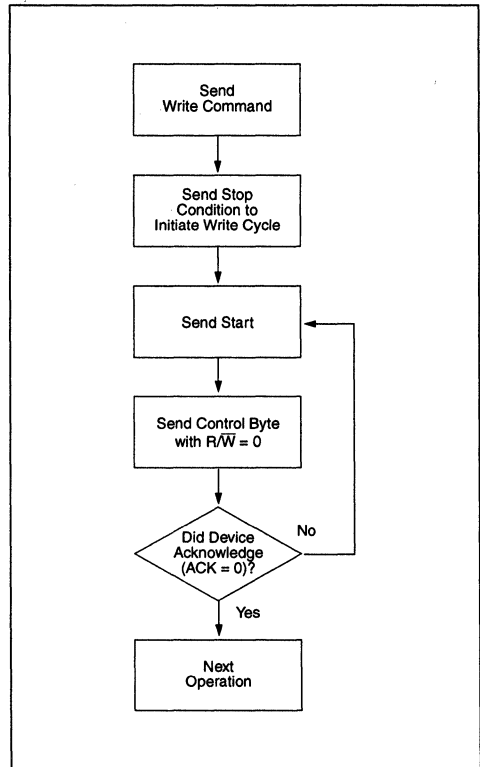 Send
Write Command
Send Stop
Condition to
Initiate Write Cycle
Send Start
Send Control Byte
with R/W̅ = 0
Did Device
Acknowledge
(ACK = 0)?
No
Yes
Next
Operation